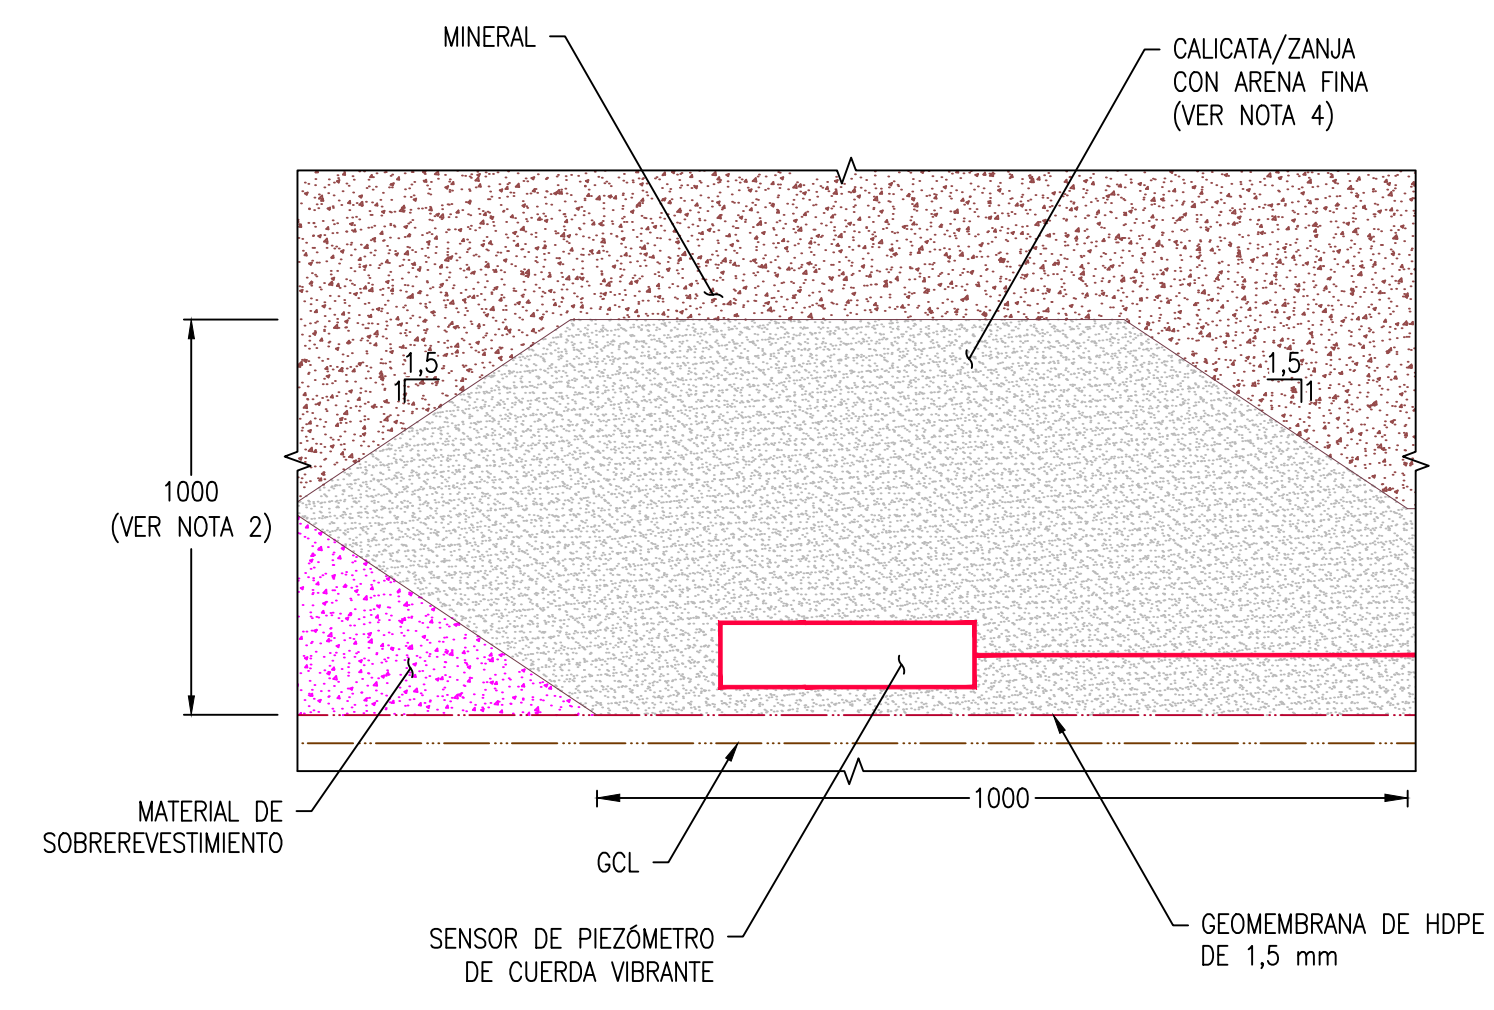 MINERAL
CALICATA/ZANJA
CON ARENA FINA
(VER NOTA 4)
1,5
1
1,5
1
1000
(VER NOTA 2)
1000
MATERIAL DE
SOBREREVESTIMIENTO
GCL
SENSOR DE PIEZÓMETRO
DE CUERDA VIBRANTE
GEOMEMBRANA DE HDPE
DE 1,5 mm